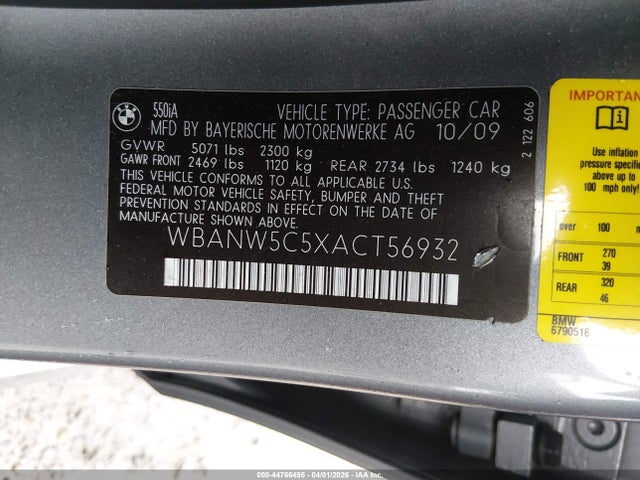 BMW
550iA VEHICLE TYPE: PASSENGER CAR
MFD BY BAYERISCHE MOTORENWERKE AG 10/09
GVWR 5071 lbs 2300 kg
GAWR FRONT 2469 lbs 1120 kg REAR 2734 lbs 1240 kg
THIS VEHICLE CONFORMS TO ALL APPLICABLE U.S.
FEDERAL MOTOR VEHICLE SAFETY, BUMPER AND THEFT
PREVENTION STANDARDS IN EFFECT ON THE DATE OF
MANUFACTURE SHOWN ABOVE.
WBANW5C5XACT56932
2 122 606
IMPORTAN
Use inflation
pressure specifie
above up to
100 mph only!
over 100 m
FRONT 270
39
REAR 320
46
BMW
6790516
000-44766495 - 04/01/2026 - IAAI.COM